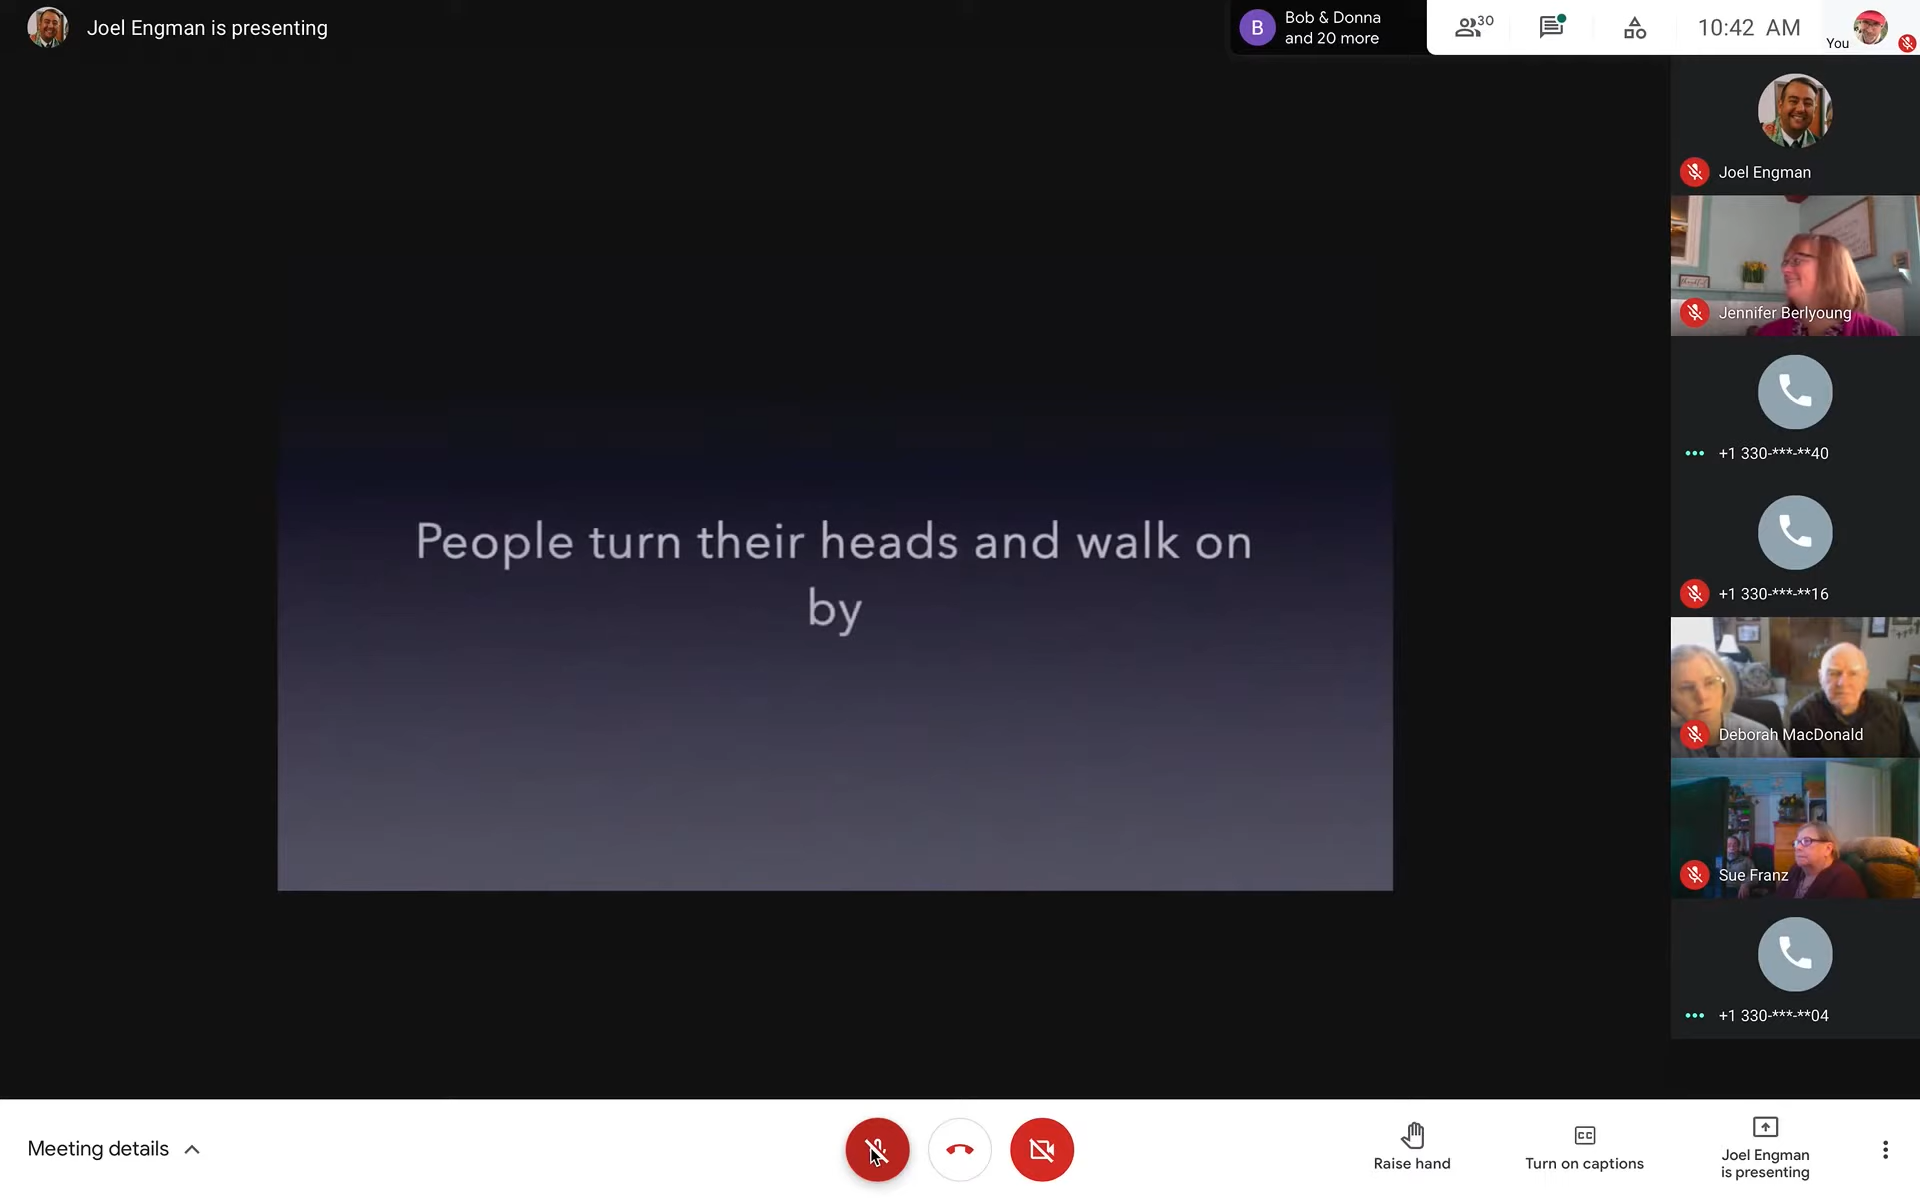 Joel Engman is presenting
B
Bob & Donna
and 20 more
30
10:42 AM
You
Joel Engman
Jennifer Berlyoung
+1 330-***-**40
+1 330-***-**16
Deborah MacDonald
Sue Franz
+1 330-***-**04
People turn their heads and walk on
by
Meeting details
Raise hand
CC
Turn on captions
Joel Engman
is presenting